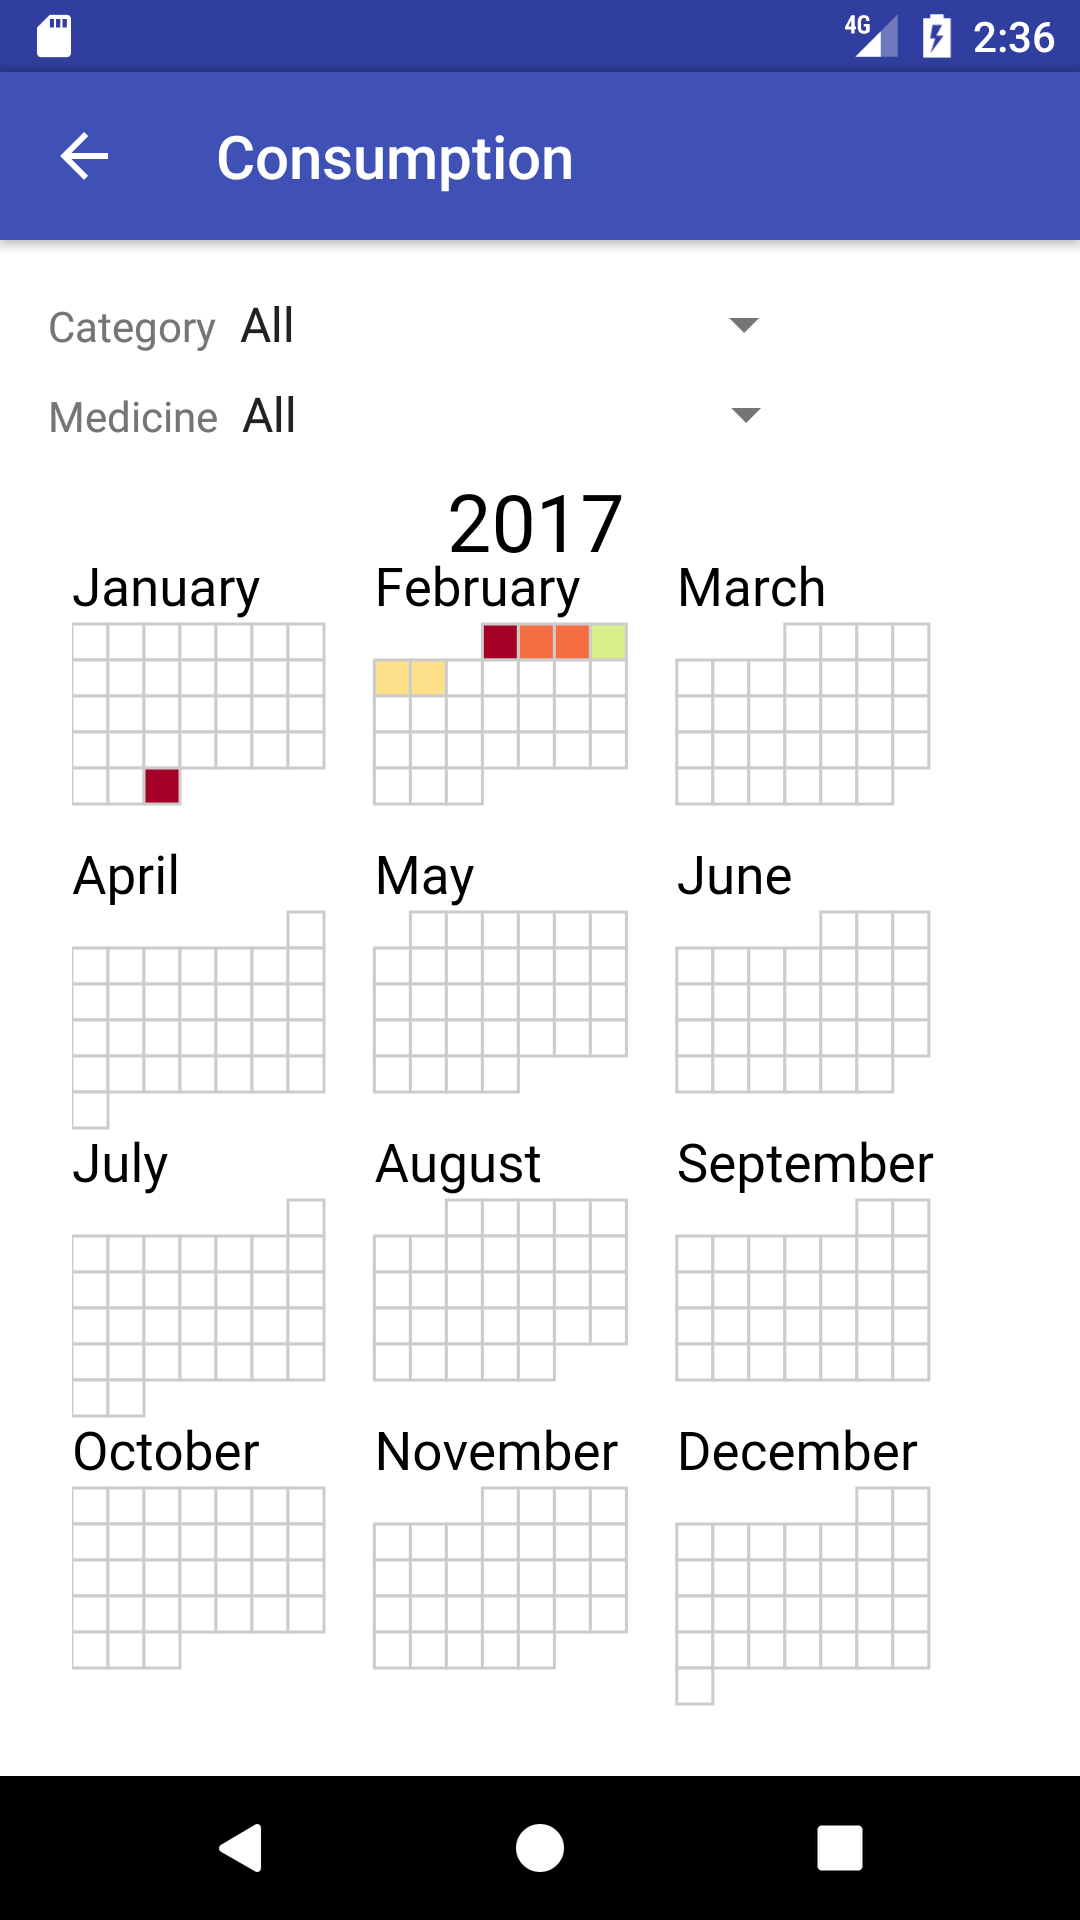 4G 2:36
Consumption
Category All
Medicine All
2017
January February March
April May June
July August September
October November December